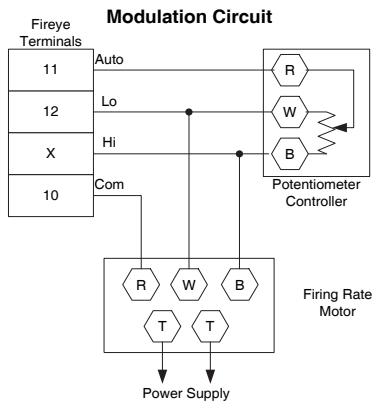 Modulation Circuit
Fireye
Terminals
11
Auto
12
Lo
X
Hi
10
Com
R
W
B
Potentiometer
Controller
R
W
B
T
T
Firing Rate
Motor
Power Supply